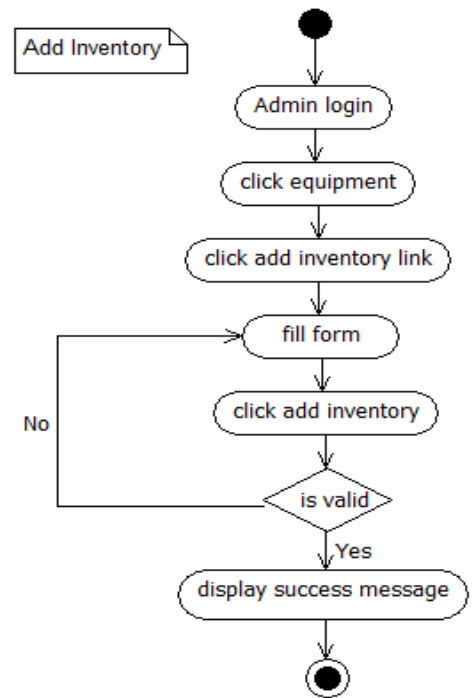 Add Inventory
Admin login
click equipment
click add inventory link
fill form
click add inventory
No
is valid
Yes
display success message